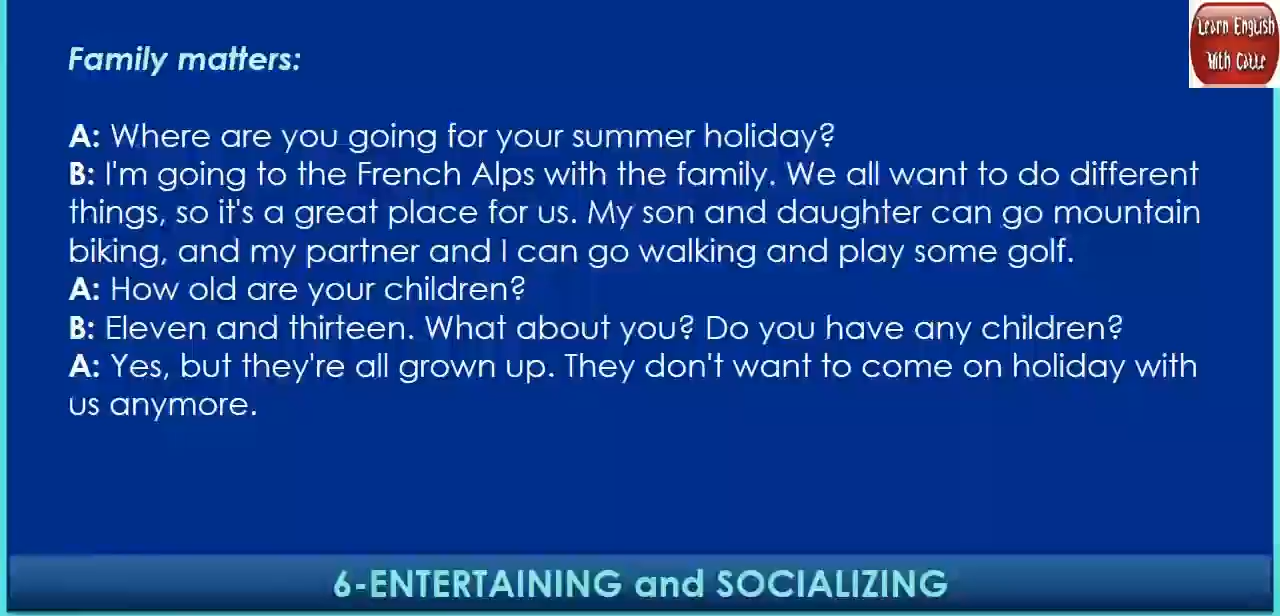 Learn English
With
Family matters:
A: Where are you going for your summer holiday?
B: I'm going to the French Alps with the family. We all want to do different
things, so it's a great place for us. My son and daughter can go mountain
biking, and my partner and I can go walking and play some golf.
A: How old are your children?
B: Eleven and thirteen. What about you? Do you have any children?
A: Yes, but they're all grown up. They don't want to come on holiday with
us anymore.
6-ENTERTAINING and SOCIALIZING